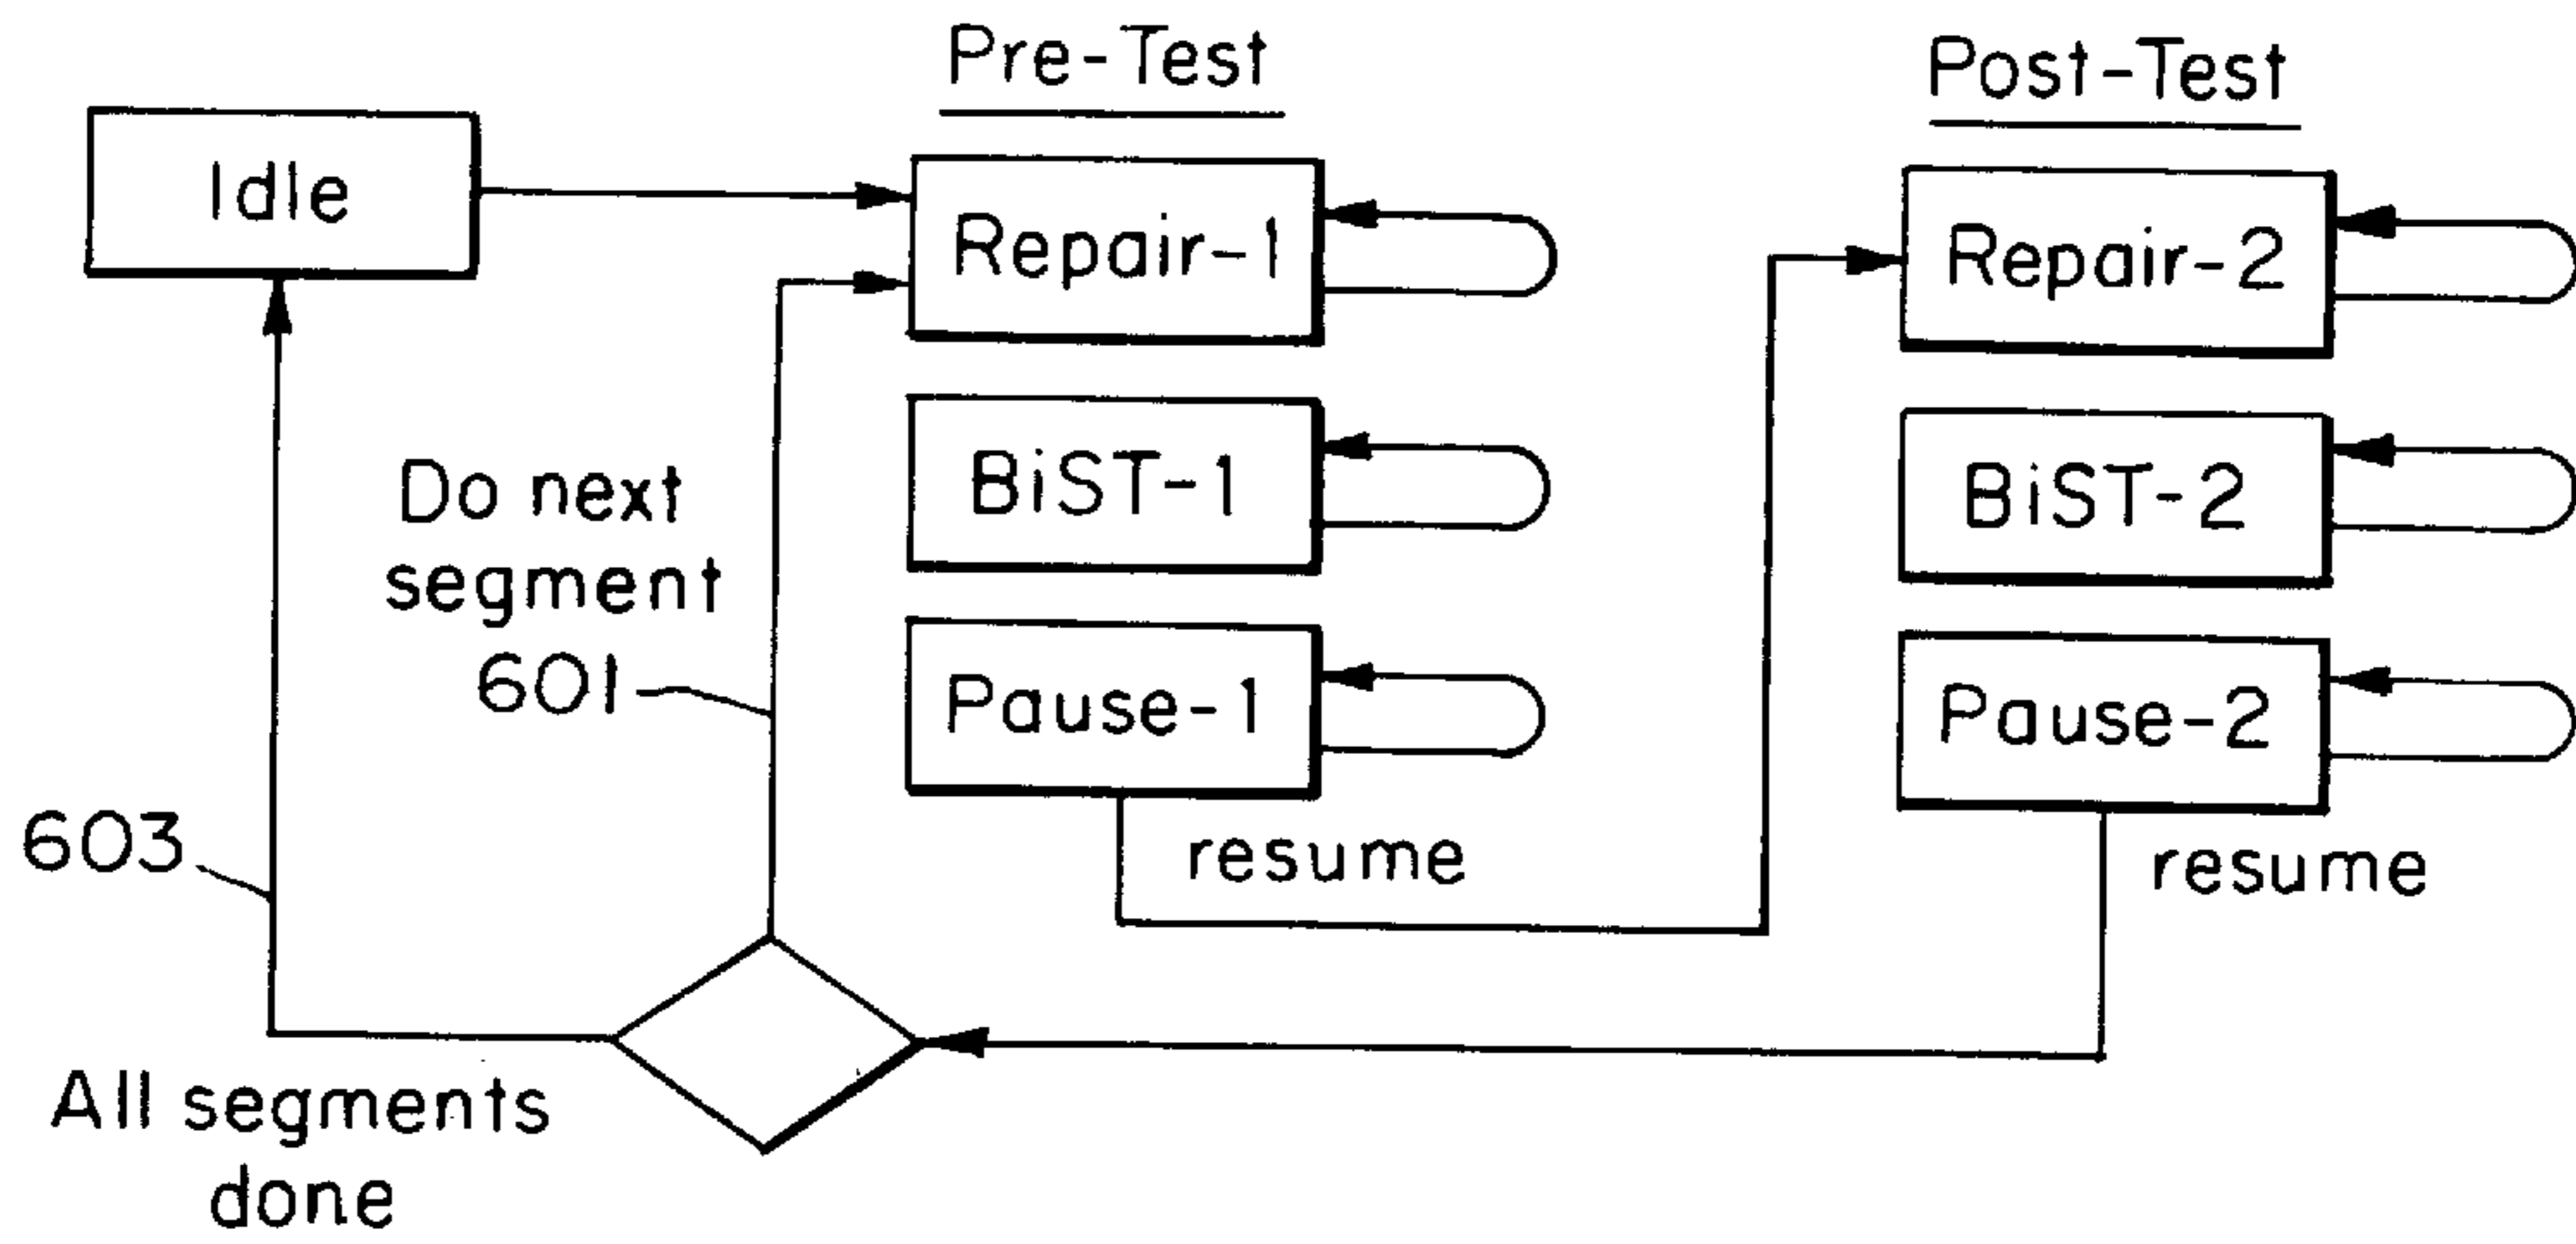 Pre-Test
Post-Test
Idle
Repair-1
Repair-2
Do next
segment
601
BiST-1
BiST-2
Pause-1
Pause-2
603
resume
resume
All segments
done